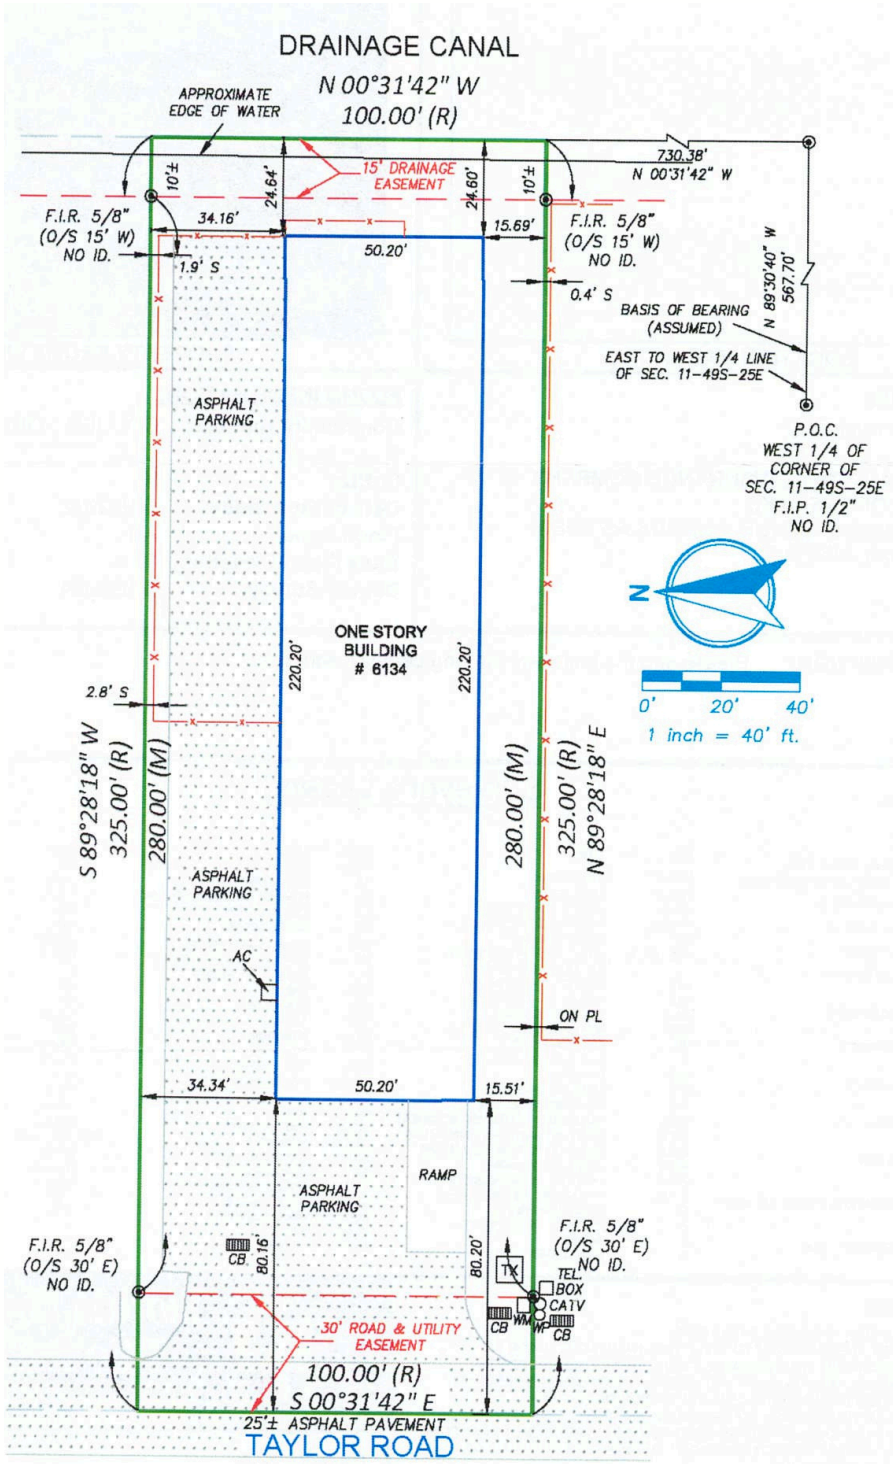 DRAINAGE CANAL
N 00°31'42" W
100.00' (R)
APPROXIMATE
EDGE OF WATER
730.38'
N 00°31'42" W
15' DRAINAGE
EASEMENT
10'±
24.64'
24.60'
10'±
F.I.R. 5/8"
(O/S 15' W)
NO ID.
34.16'
50.20'
15.69'
F.I.R. 5/8"
(O/S 15' W)
NO ID.
1.9' S
0.4' S
N 89°30'40" W
567.70'
BASIS OF BEARING
(ASSUMED)
EAST TO WEST 1/4 LINE
OF SEC. 11-49S-25E
P.O.C.
WEST 1/4 OF
CORNER OF
SEC. 11-49S-25E
F.I.P. 1/2"
NO ID.
ASPHALT
PARKING
N
0' 20' 40'
1 inch = 40' ft.
ONE STORY
BUILDING
# 6134
220.20'
220.20'
2.8' S
S 89°28'18" W
325.00' (R)
280.00' (M)
280.00' (M)
325.00' (R)
N 89°28'18" E
ASPHALT
PARKING
AC
ON PL
34.34'
50.20'
15.51'
RAMP
ASPHALT
PARKING
80.16'
80.20'
F.I.R. 5/8"
(O/S 30' E)
NO ID.
CB
F.I.R. 5/8"
(O/S 30' E)
NO ID.
TX
TEL.
BOX
CATV
WM
WP
CB
CB
30' ROAD & UTILITY
EASEMENT
100.00' (R)
S 00°31'42" E
25'± ASPHALT PAVEMENT
TAYLOR ROAD